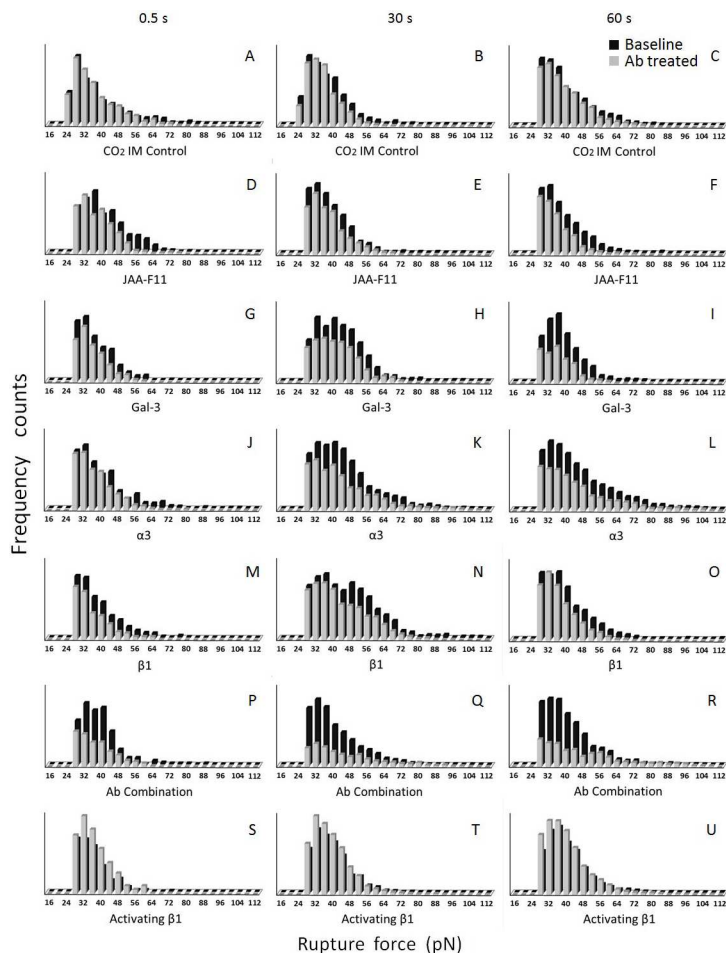 0.5 s 30 s 60 s
Baseline
Ab treated
A B C
16 24 32 40 48 56 64 72 80 88 96 104 112 16 24 32 40 48 56 64 72 80 88 96 104 112 16 24 32 40 48 56 64 72 80 88 96 104 112
CO₂ IM Control CO₂ IM Control CO₂ IM Control
D E F
16 24 32 40 48 56 64 72 80 88 96 104 112 16 24 32 40 48 56 64 72 80 88 96 104 112 16 24 32 40 48 56 64 72 80 88 96 104 112
JAA-F11 JAA-F11 JAA-F11
G H I
16 24 32 40 48 56 64 72 80 88 96 104 112 16 24 32 40 48 56 64 72 80 88 96 104 112 16 24 32 40 48 56 64 72 80 88 96 104 112
Gal-3 Gal-3 Gal-3
J K L
16 24 32 40 48 56 64 72 80 88 96 104 112 16 24 32 40 48 56 64 72 80 88 96 104 112 16 24 32 40 48 56 64 72 80 88 96 104 112
α3 α3 α3
M N O
16 24 32 40 48 56 64 72 80 88 96 104 112 16 24 32 40 48 56 64 72 80 88 96 104 112 16 24 32 40 48 56 64 72 80 88 96 104 112
β1 β1 β1
P Q R
16 24 32 40 48 56 64 72 80 88 96 104 112 16 24 32 40 48 56 64 72 80 88 96 104 112 16 24 32 40 48 56 64 72 80 88 96 104 112
Ab Combination Ab Combination Ab Combination
S T U
16 24 32 40 48 56 64 72 80 88 96 104 112 16 24 32 40 48 56 64 72 80 88 96 104 112 16 24 32 40 48 56 64 72 80 88 96 104 112
Activating β1 Activating β1 Activating β1
Frequency counts
Rupture force (pN)